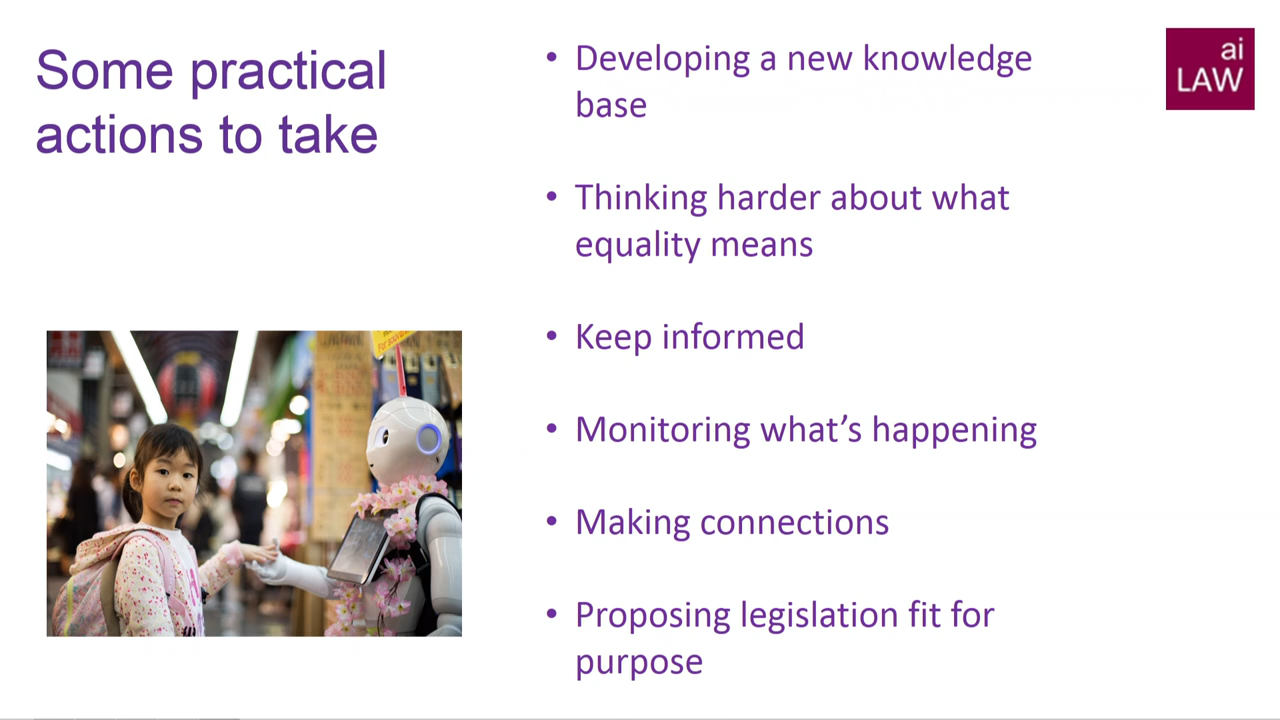 Some practical
actions to take
• Developing a new knowledge
base
• Thinking harder about what
equality means
• Keep informed
• Monitoring what’s happening
• Making connections
• Proposing legislation fit for
purpose
ai
LAW